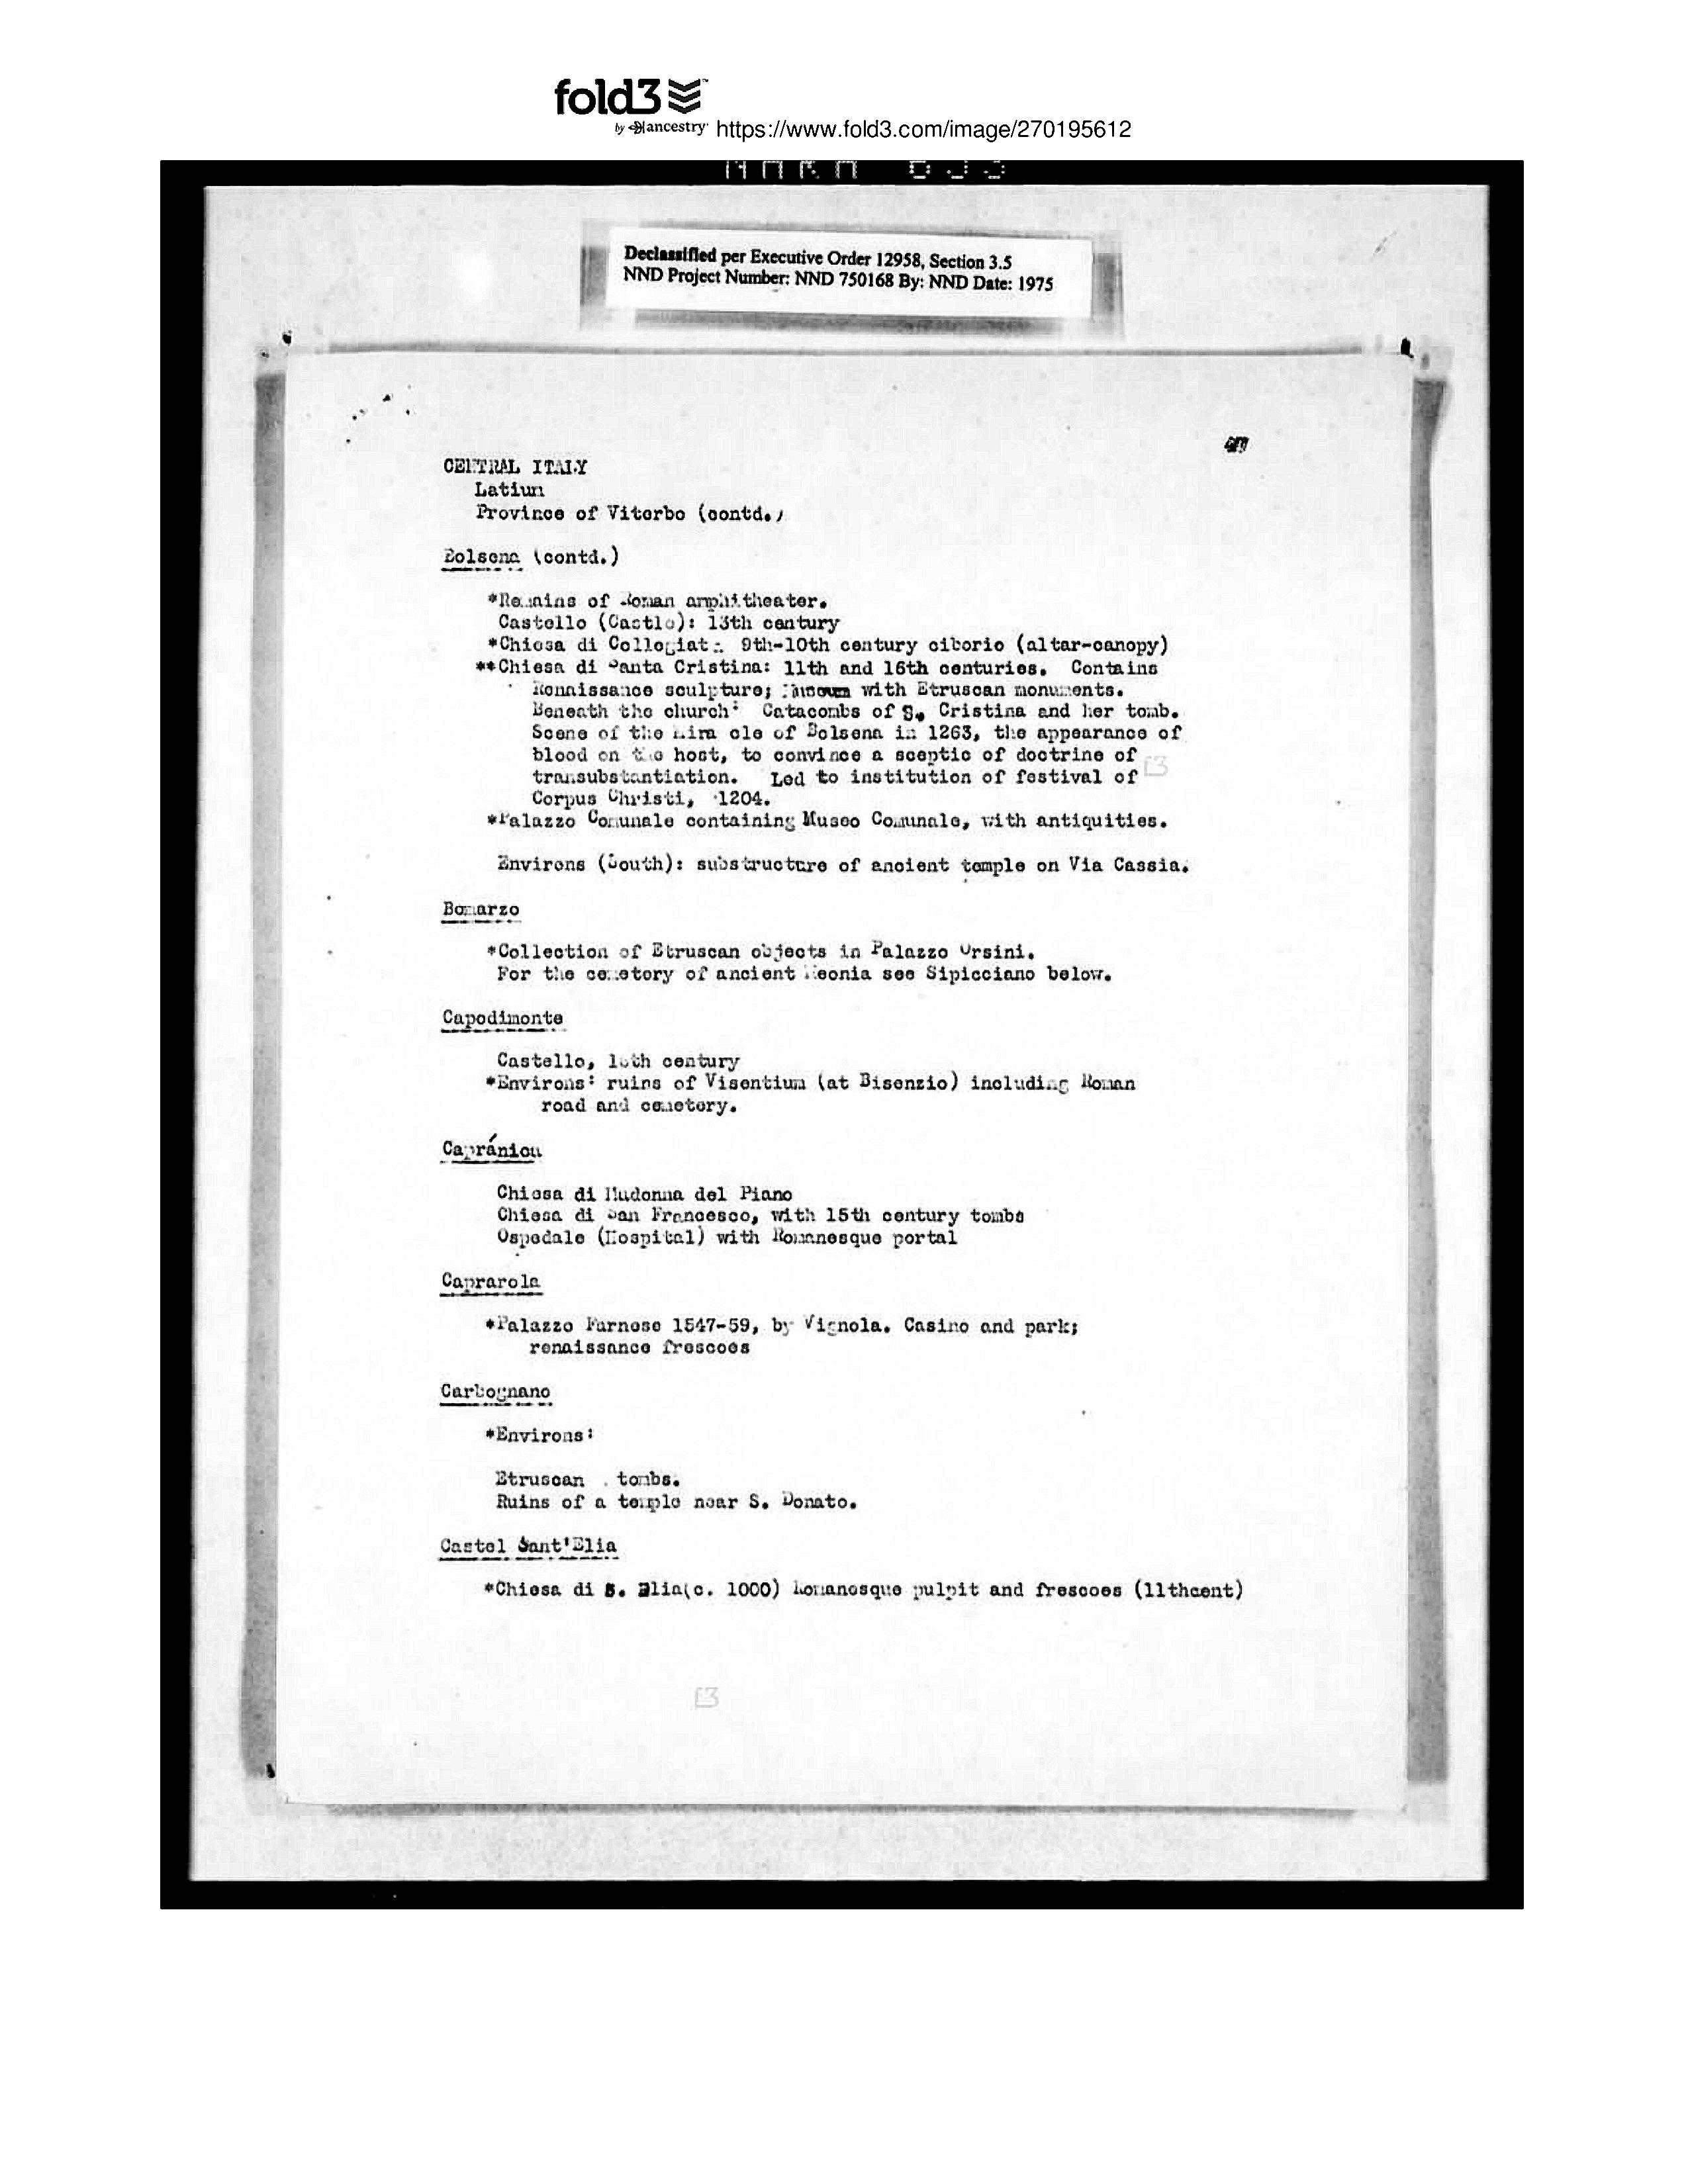 fold3
by ancestry https://www.fold3.com/image/270195612
Declassified per Executive Order 12958, Section 3.5
NND Project Number: NND 750168 By: NND Date: 1975
CENTRAL ITALY
Latium
Province of Viterbo (contd.)
Bolsena (contd.)
*Remains of Roman amphitheater.
Castello (Castle): 13th century
*Chiesa di Collegiata: 9th-10th century ciborio (altar-canopy)
**Chiesa di Santa Cristina: 11th and 16th centuries. Contains
Renaissance sculpture; Museum with Etruscan monuments.
Beneath the church: Catacombs of S. Cristina and her tomb.
Scene of the Mira cle of Bolsena in 1263, the appearance of
blood on the host, to convince a sceptic of doctrine of
transubstantiation. Led to institution of festival of
Corpus Christi, 1204.
*Palazzo Comunale containing Museo Comunale, with antiquities.
Environs (South): substructure of ancient temple on Via Cassia.
Bomarzo
*Collection of Etruscan objects in Palazzo Orsini.
For the cemetery of ancient Meonia see Sipicciano below.
Capodimonte
Castello, century
*Environs: ruins of Visentium (at Bisenzio) including Roman
road and cemetery.
Capránica
Chiesa di Madonna del Piano
Chiesa di San Francesco, with 15th century tombs
Ospedale (Hospital) with Romanesque portal
Caprarola
*Palazzo Farnese 1547-59, by Vignola. Casino and park;
renaissance frescoes
Carbognano
*Environs:
Etruscan tombs.
Ruins of a temple near S. Donato.
Castel Sant'Elia
*Chiesa di S. Elia(c. 1000) Romanesque pulpit and frescoes (11thcent)